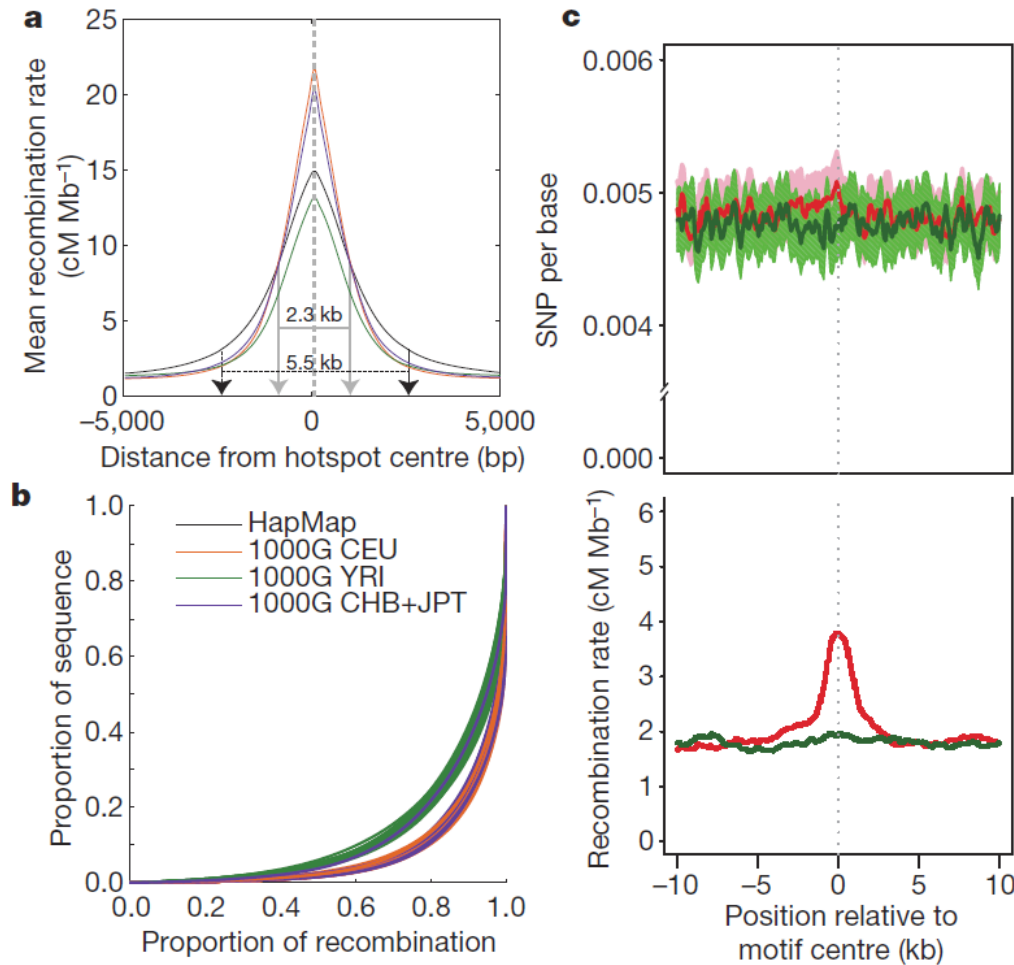 a
25
20
15
10
5
0
Mean recombination rate
(cM Mb⁻¹)
2.3 kb
5.5 kb
−5,000
0
5,000
Distance from hotspot centre (bp)
b
1.0
0.8
0.6
0.4
0.2
0.0
Proportion of sequence
HapMap
1000G CEU
1000G YRI
1000G CHB+JPT
0.0 0.2 0.4 0.6 0.8 1.0
Proportion of recombination
c
0.006
0.005
0.004
0.000
SNP per base
6
5
4
3
2
1
0
Recombination rate (cM Mb⁻¹)
−10 −5 0 5 10
Position relative to
motif centre (kb)